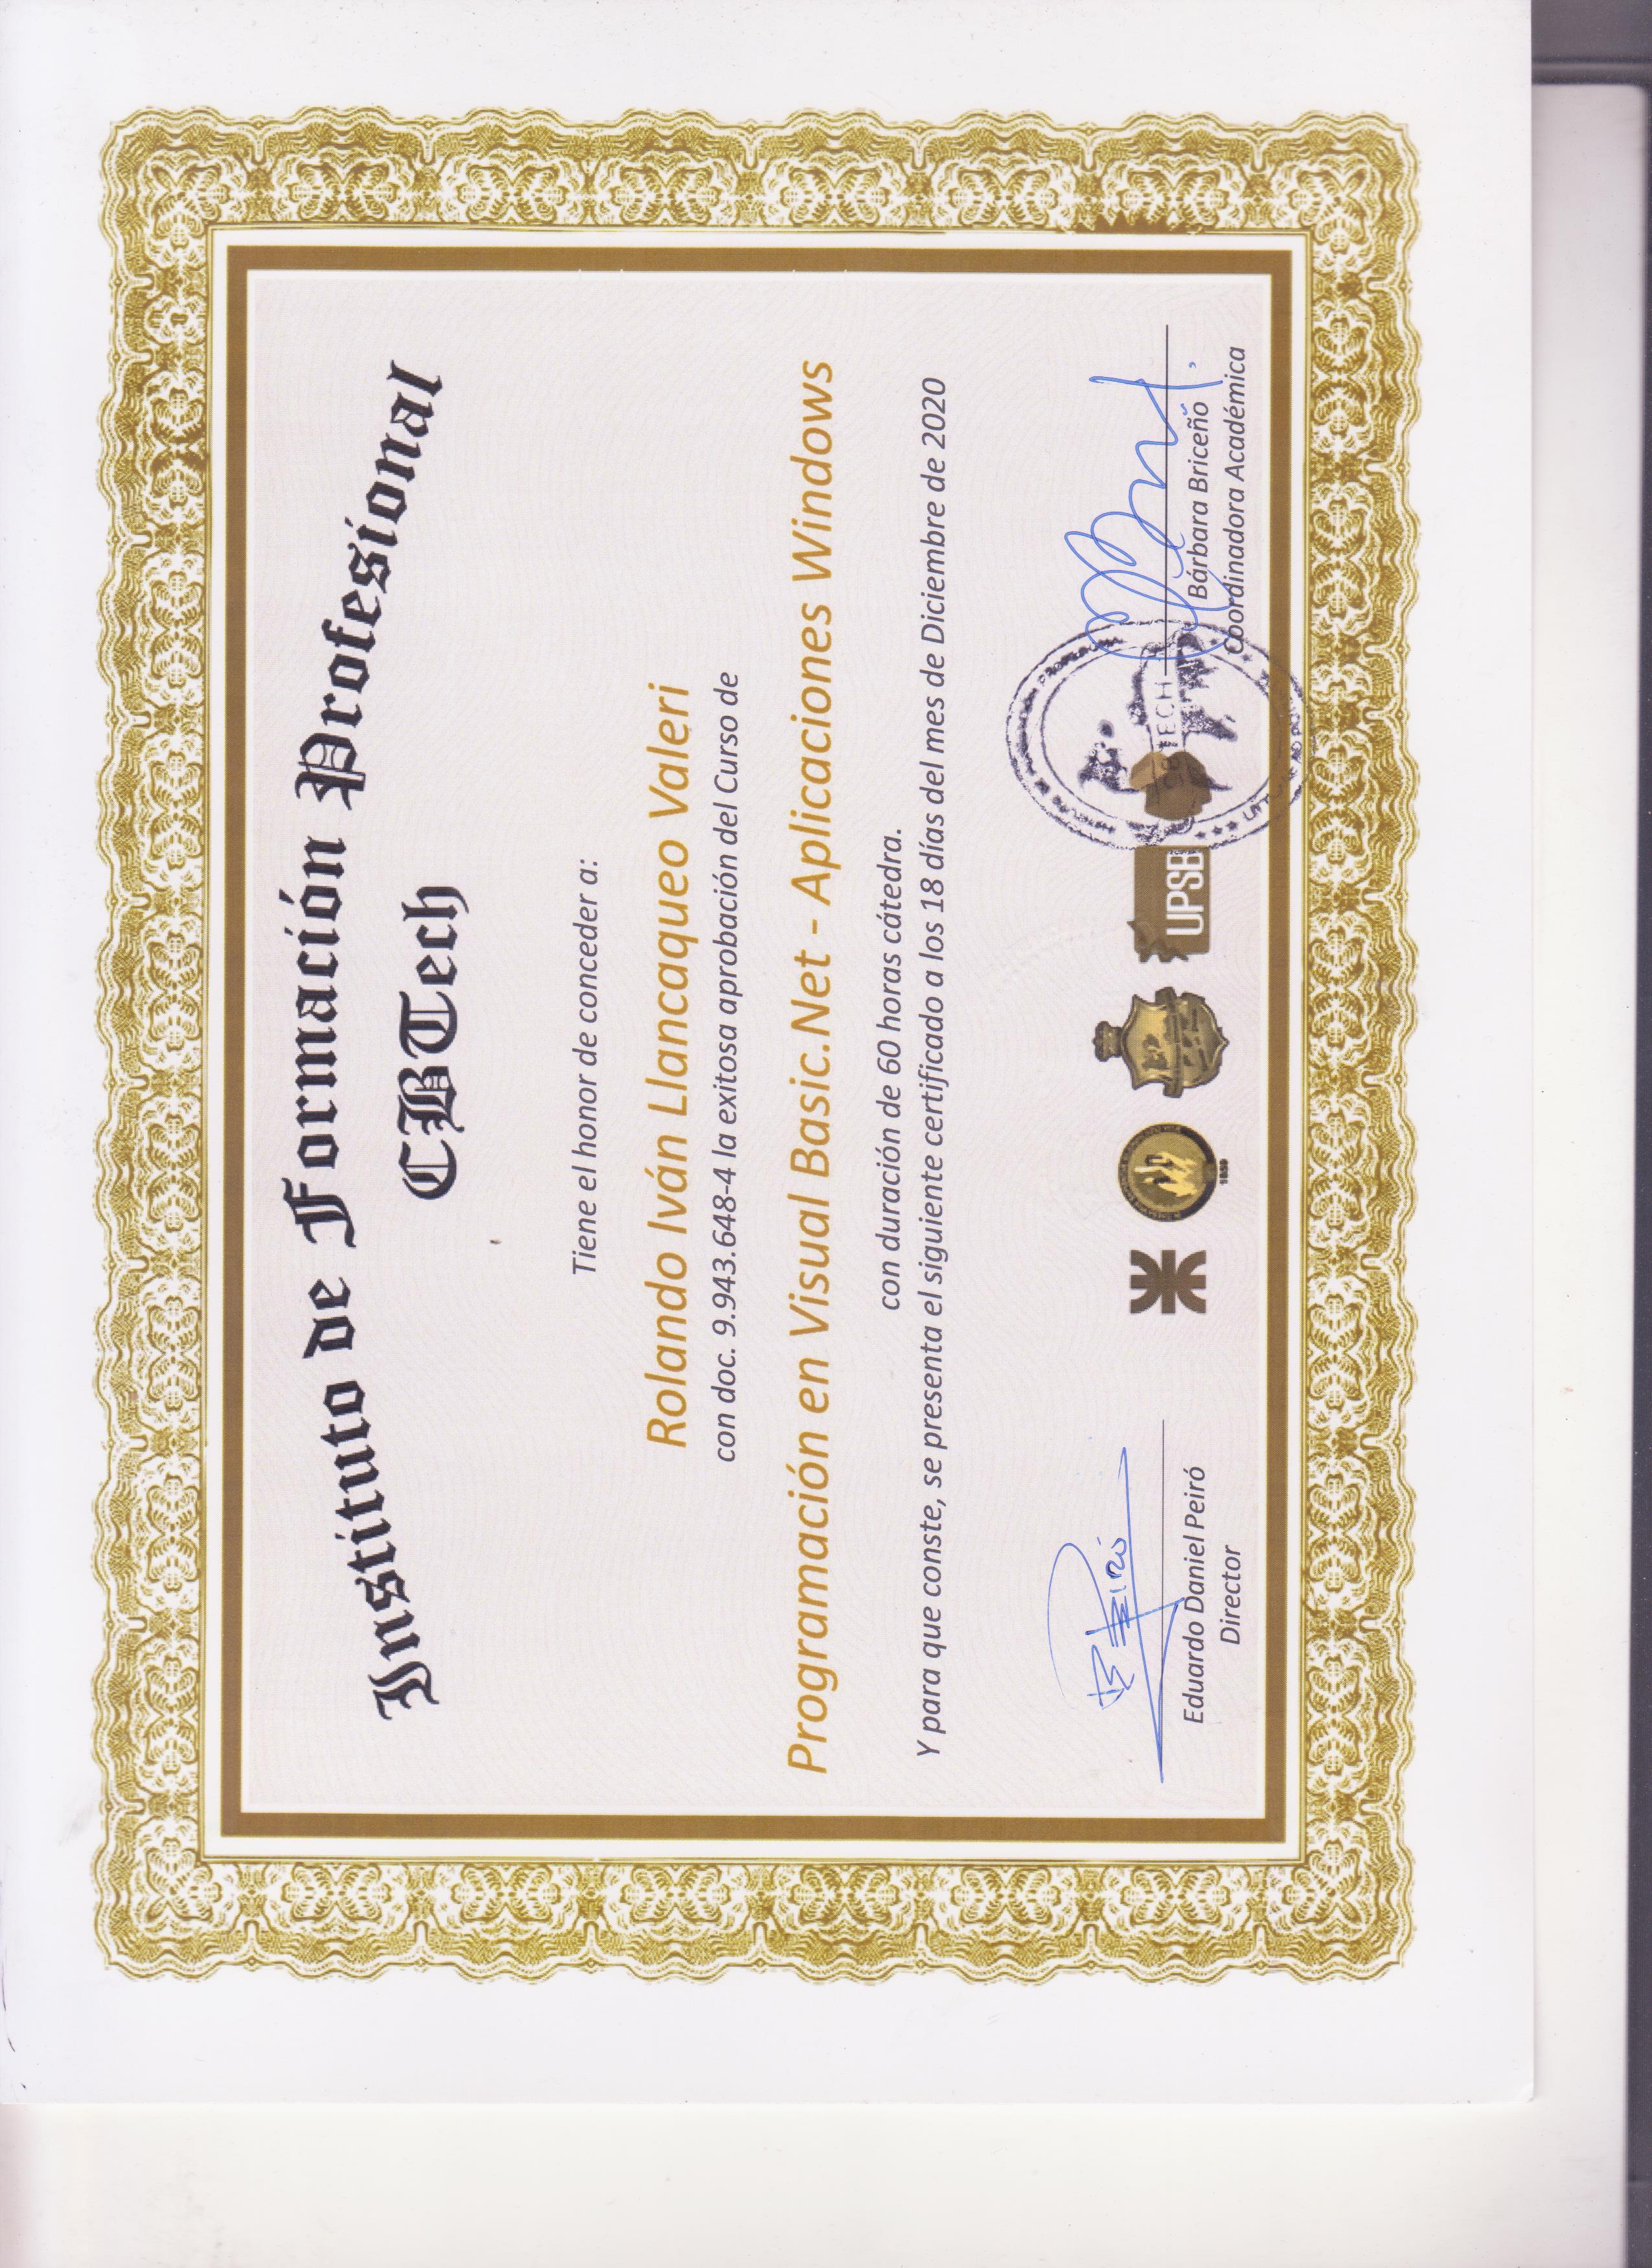 Instituto de Formación Profesional
CBTech
Tiene el honor de conceder a:
Rolando Iván Llancaqueo Valeri
con doc. 9.943.648-4 la exitosa aprobación del Curso de
Programación en Visual Basic.Net - Aplicaciones Windows
con duración de 60 horas cátedra.
Y para que conste, se presenta el siguiente certificado a los 18 días del mes de Diciembre de 2020
Eduardo Daniel Peiró
Director
1850
UPSB
CBTECH
Bárbara Briceño
Coordinadora Académica